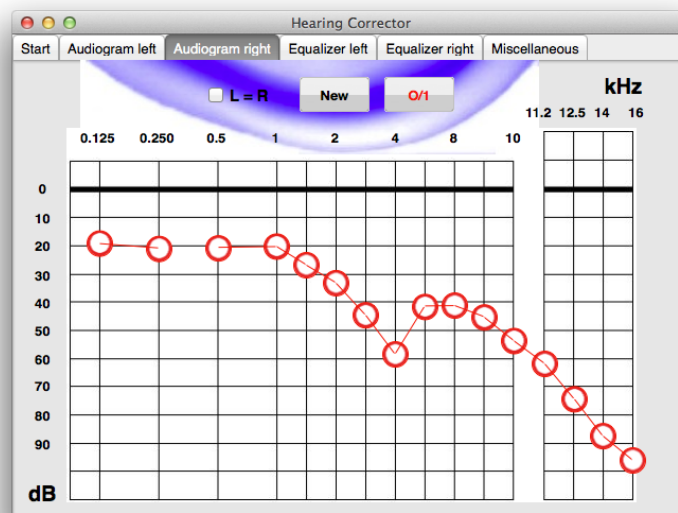 Hearing Corrector
Start Audiogram left Audiogram right Equalizer left Equalizer right Miscellaneous
L = R New O/1 kHz
11.2 12.5 14 16
0.125 0.250 0.5 1 2 4 8 10
0
10
20
30
40
50
60
70
80
90
dB